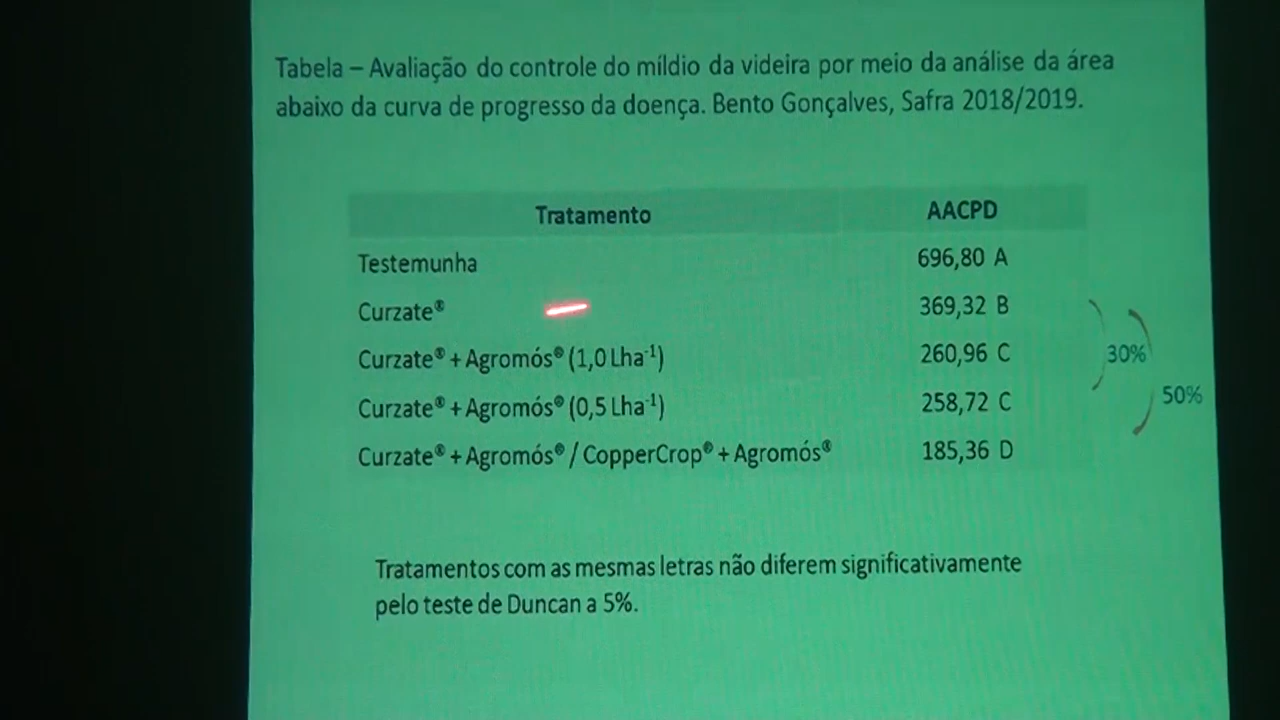 Tabela – Avaliação do controle do míldio da videira por meio da análise da área
abaixo da curva de progresso da doença. Bento Gonçalves, Safra 2018/2019.
Tratamento AACPD
Testemunha 696,80 A
Curzate® 369,32 B
Curzate® + Agromós® (1,0 Lha⁻¹) 260,96 C
30%
Curzate® + Agromós® (0,5 Lha⁻¹) 258,72 C
50%
Curzate® + Agromós® / CopperCrop® + Agromós® 185,36 D
Tratamentos com as mesmas letras não diferem significativamente
pelo teste de Duncan a 5%.